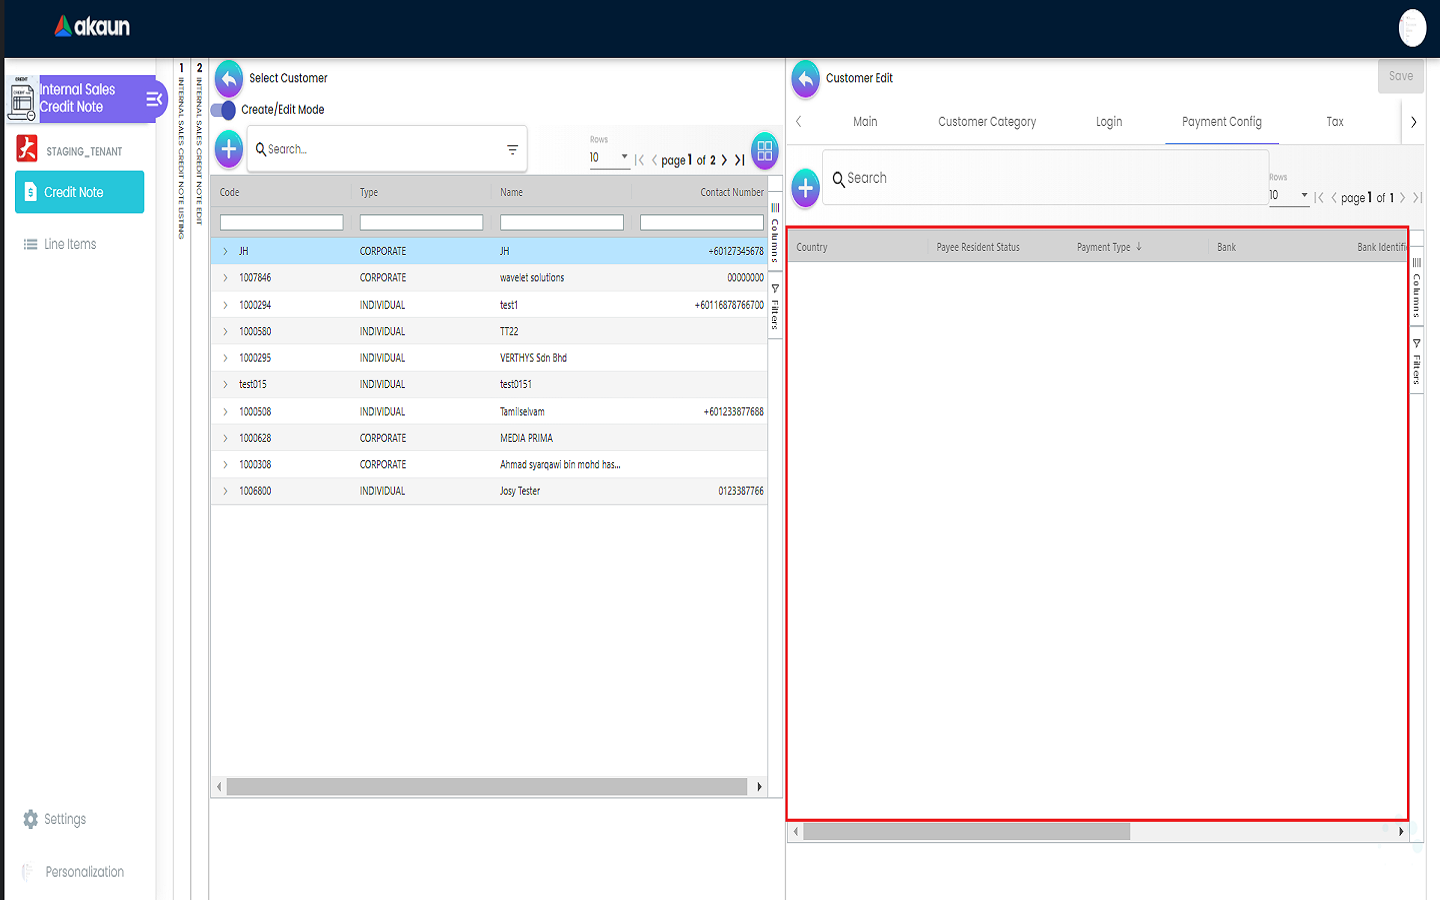 akaun
CREDIT
Internal Sales
Credit Note
STAGING_TENANT
Credit Note
Line Items
Settings
Personalization
1 INTERNAL SALES CREDIT NOTE LISTING
2 INTERNAL SALES CREDIT NOTE EDIT
Select Customer
Create/Edit Mode
Search...
Rows
10
page 1 of 2
Code Type Name Contact Number
JH CORPORATE JH +60127345678
1007846 CORPORATE wavelet solutions 00000000
1000294 INDIVIDUAL test1 +60116878766700
1000580 INDIVIDUAL TT22
1000295 INDIVIDUAL VERTHYS Sdn Bhd
test015 INDIVIDUAL test0151
1000508 INDIVIDUAL Tamilselvam +601233877688
1000628 CORPORATE MEDIA PRIMA
1000308 CORPORATE Ahmad syarqawi bin mohd has...
1006800 INDIVIDUAL Josy Tester 0123387766
Columns
Filters
Customer Edit
Save
Main Customer Category Login Payment Config Tax
Search
Rows
10
page 1 of 1
Country Payee Resident Status Payment Type Bank Bank Identifi
Columns
Filters